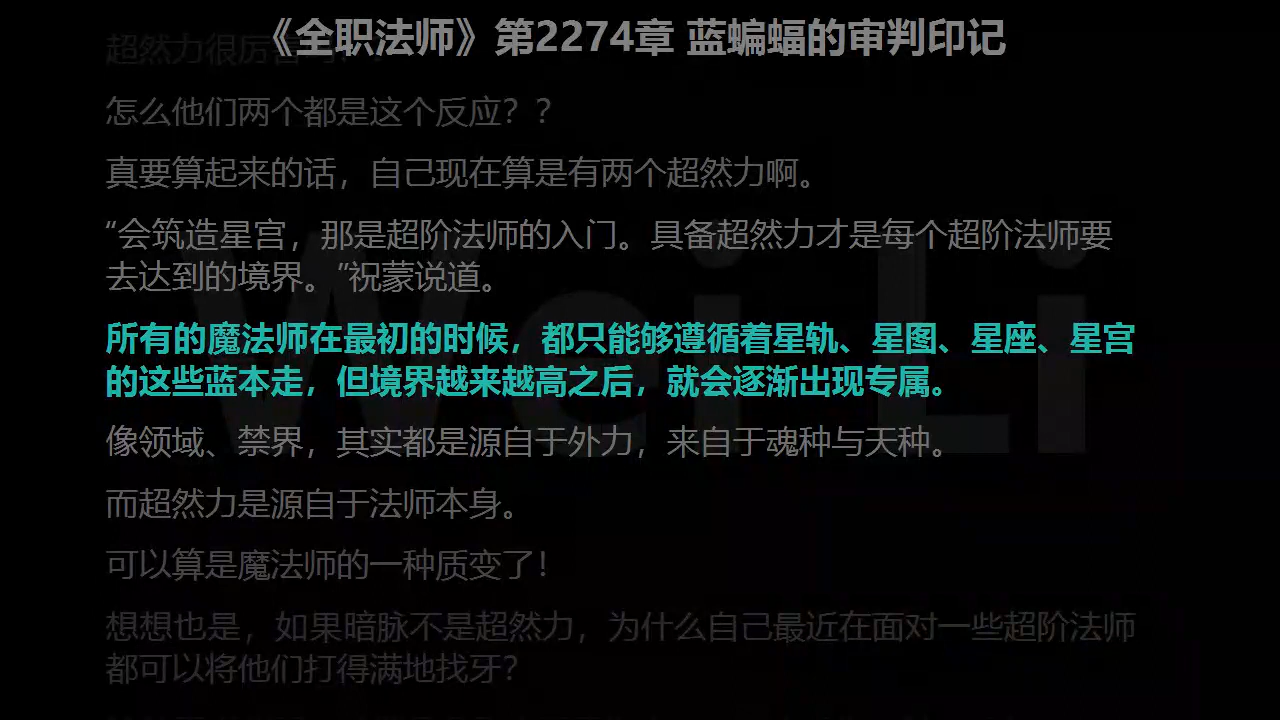 《全职法师》第2274章 蓝蝙蝠的审判印记
超然力很厉害
怎么他们两个都是这个反应？？
真要算起来的话，自己现在算是有两个超然力啊。
“会筑造星宫，那是超阶法师的入门。具备超然力才是每个超阶法师要
去达到的境界。”祝蒙说道。
所有的魔法师在最初的时候，都只能够遵循着星轨、星图、星座、星宫
的这些蓝本走，但境界越来越高之后，就会逐渐出现专属。
像领域、禁界，其实都是源自于外力，来自于魂种与天种。
而超然力是源自于法师本身。
可以算是魔法师的一种质变了！
想想也是，如果暗脉不是超然力，为什么自己最近在面对一些超阶法师
都可以将他们打得满地找牙？
Wei Li